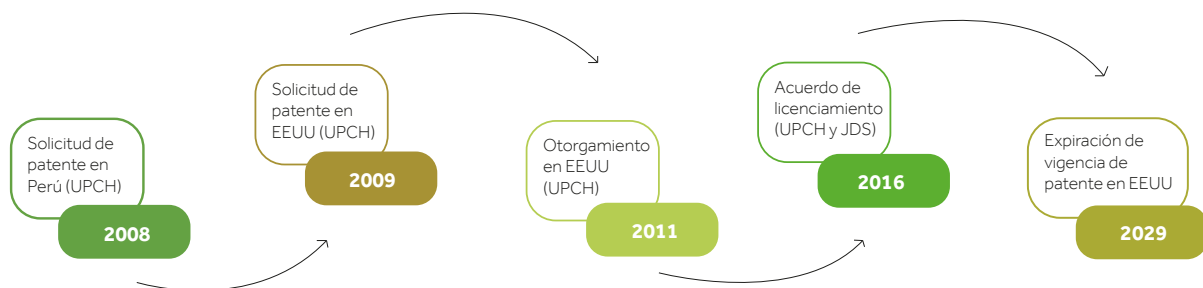 Solicitud de
patente en
Perú (UPCH)
2008
Solicitud de
patente en
EEUU (UPCH)
2009
Otorgamiento
en EEUU
(UPCH)
2011
Acuerdo de
licenciamiento
(UPCH y JDS)
2016
Expiración de
vigencia de
patente en EEUU
2029